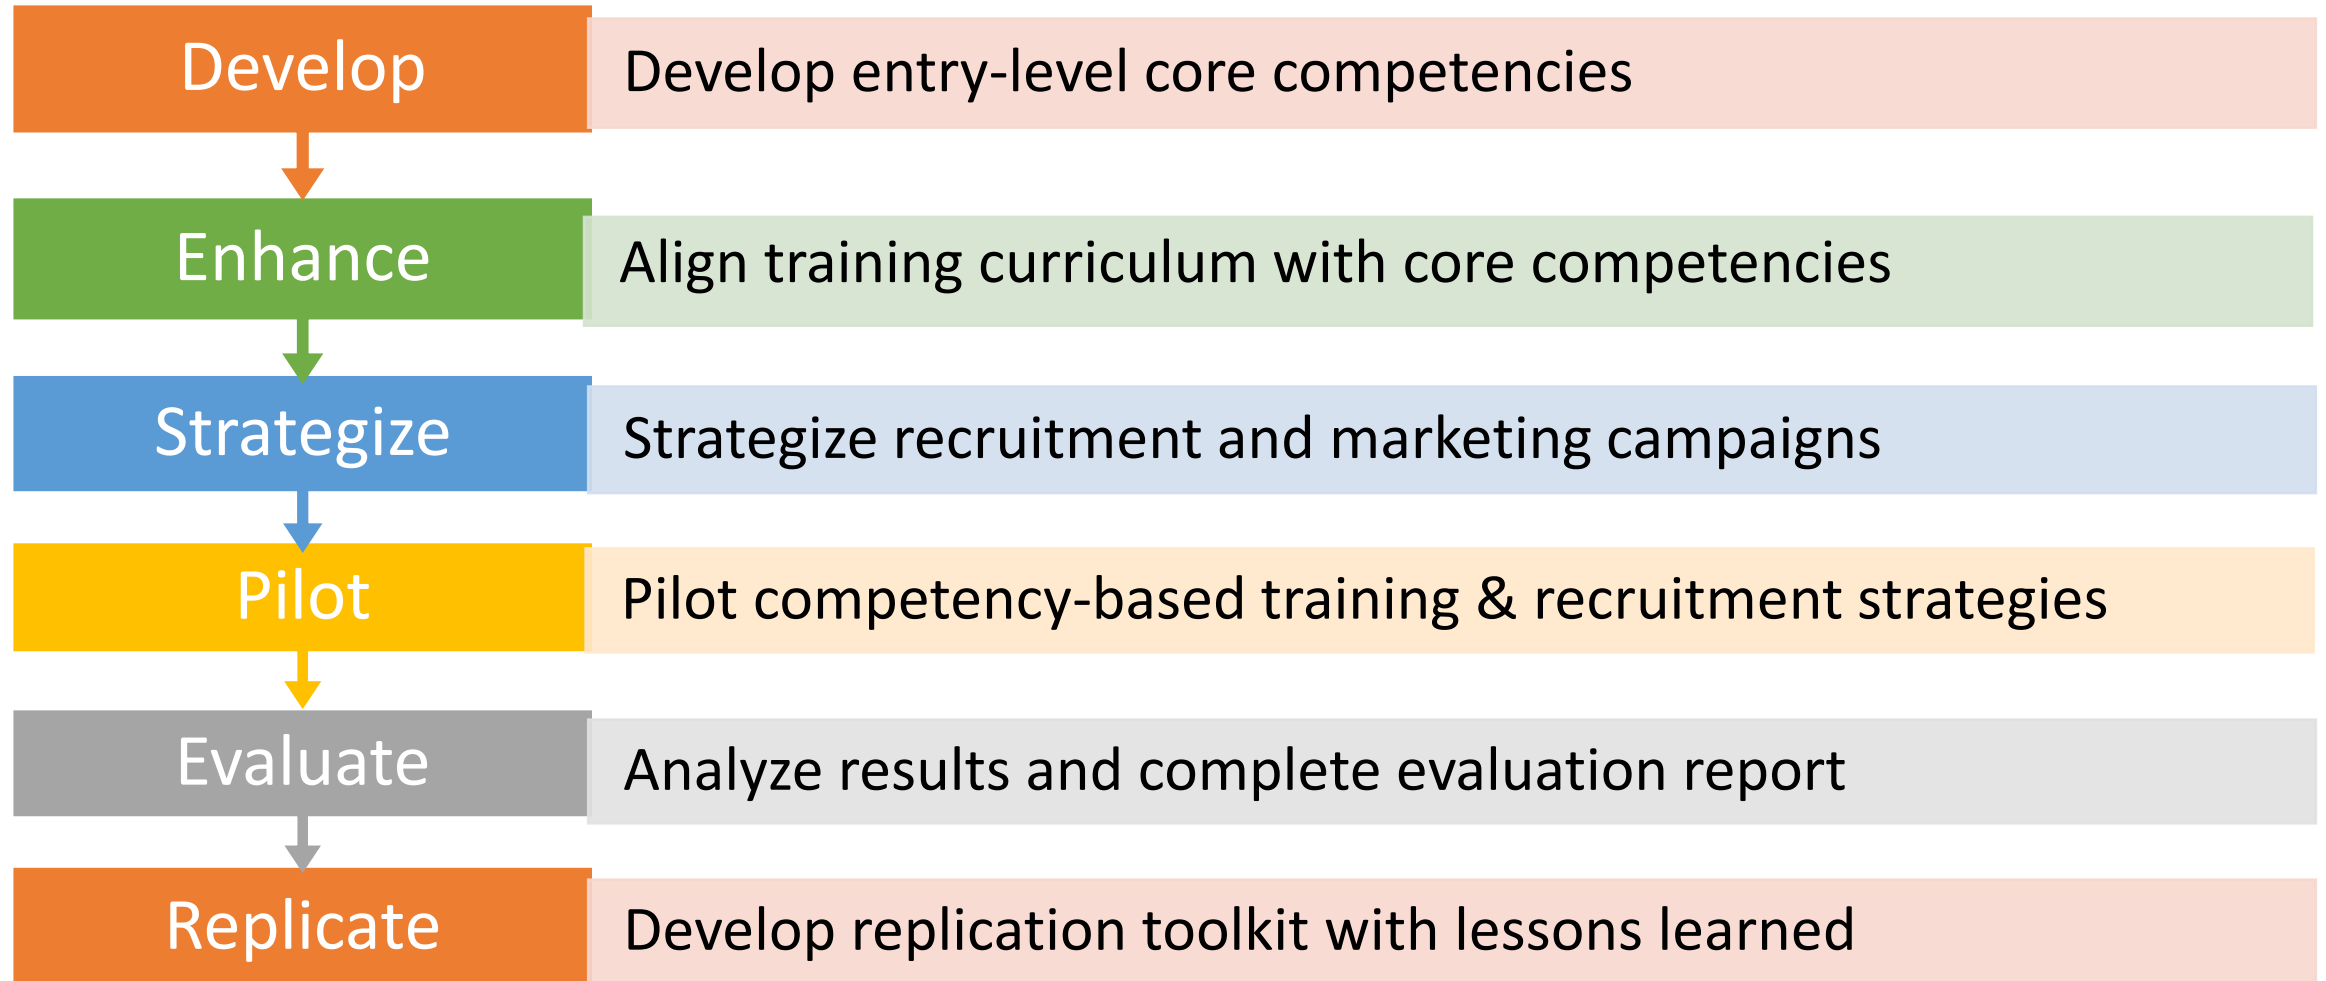 Develop
Develop entry-level core competencies
Enhance
Align training curriculum with core competencies
Strategize
Strategize recruitment and marketing campaigns
Pilot
Pilot competency-based training & recruitment strategies
Evaluate
Analyze results and complete evaluation report
Replicate
Develop replication toolkit with lessons learned